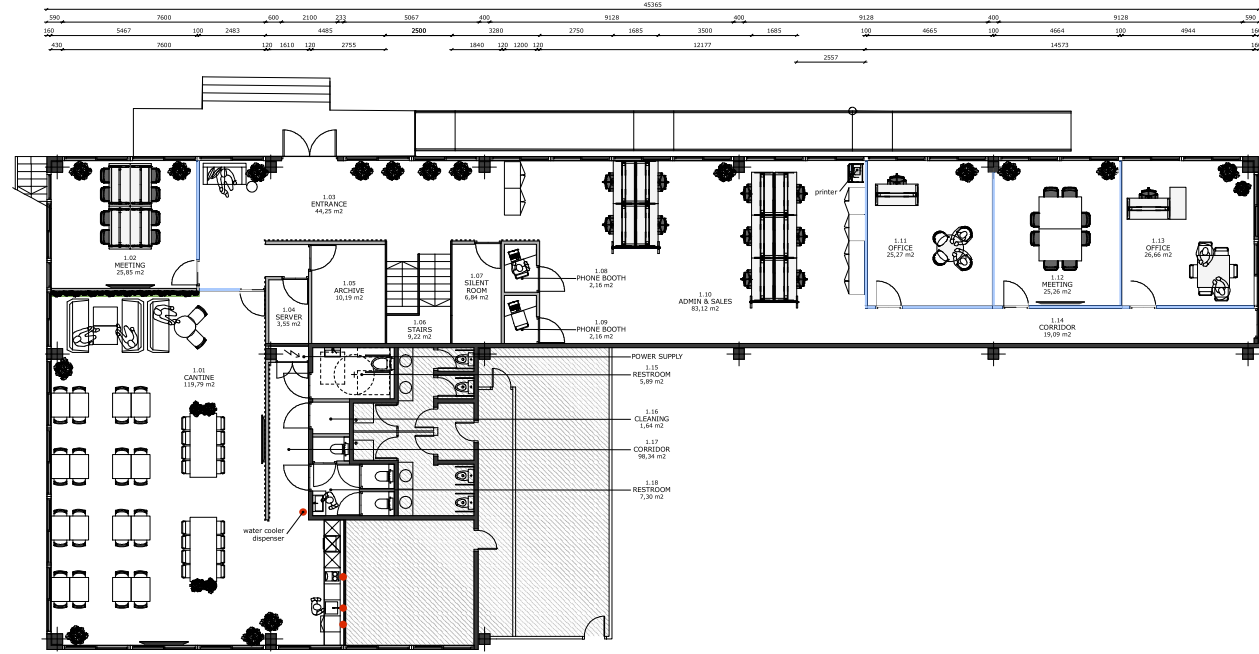 45365
590 7600 600 2100 233 5067 400 9128 400 9128 400 9128 590
160 5467 100 2483 4485 2500 3280 2750 1685 3500 1685 100 4665 100 4664 100 4944 160
430 7600 120 1610 120 2755 1840 120 1200 120 12177 14573
2557
printer
1.03
ENTRANCE
44,25 m2
1.02
MEETING
25,85 m2
1.11
OFFICE
25,27 m2
1.13
OFFICE
26,66 m2
1.12
MEETING
25,26 m2
1.05
ARCHIVE
10,19 m2
1.07
SILENT
ROOM
6,84 m2
1.08
PHONE BOOTH
2,16 m2
1.10
ADMIN & SALES
83,12 m2
1.04
SERVER
3,55 m2
1.06
STAIRS
9,22 m2
1.09
PHONE BOOTH
2,16 m2
1.14
CORRIDOR
19,09 m2
POWER SUPPLY
1.15
RESTROOM
5,89 m2
1.01
CANTINE
119,79 m2
1.16
CLEANING
1,64 m2
1.17
CORRIDOR
98,34 m2
1.18
RESTROOM
7,30 m2
water cooler
dispenser